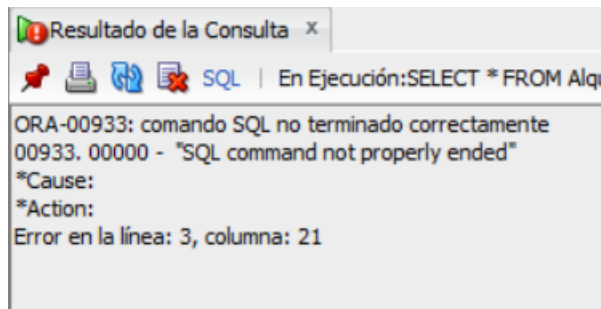 Resultado de la Consulta x
SQL | En Ejecución:SELECT * FROM Alqu
ORA-00933: comando SQL no terminado correctamente
00933. 00000 - "SQL command not properly ended"
*Cause:
*Action:
Error en la línea: 3, columna: 21